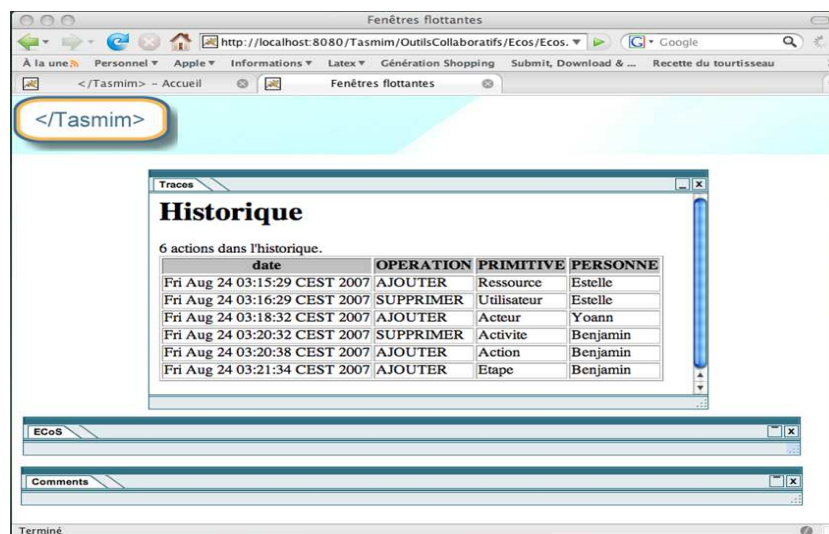 Fenêtres flottantes
http://localhost:8080/Tasmim/OutilsCollaboratifs/Ecos/Ecos. Google
À la une Personnel Apple Informations Latex Génération Shopping Submit, Download & ... Recette du tourtisseau
</Tasmim> - Accueil Fenêtres flottantes
</Tasmim>
Traces
Historique
6 actions dans l'historique.
date OPERATION PRIMITIVE PERSONNE
Fri Aug 24 03:15:29 CEST 2007 AJOUTER Ressource Estelle
Fri Aug 24 03:16:29 CEST 2007 SUPPRIMER Utilisateur Estelle
Fri Aug 24 03:18:32 CEST 2007 AJOUTER Acteur Yoann
Fri Aug 24 03:20:32 CEST 2007 SUPPRIMER Activite Benjamin
Fri Aug 24 03:20:38 CEST 2007 AJOUTER Action Benjamin
Fri Aug 24 03:21:34 CEST 2007 AJOUTER Etape Benjamin
ECoS
Comments
Terminé